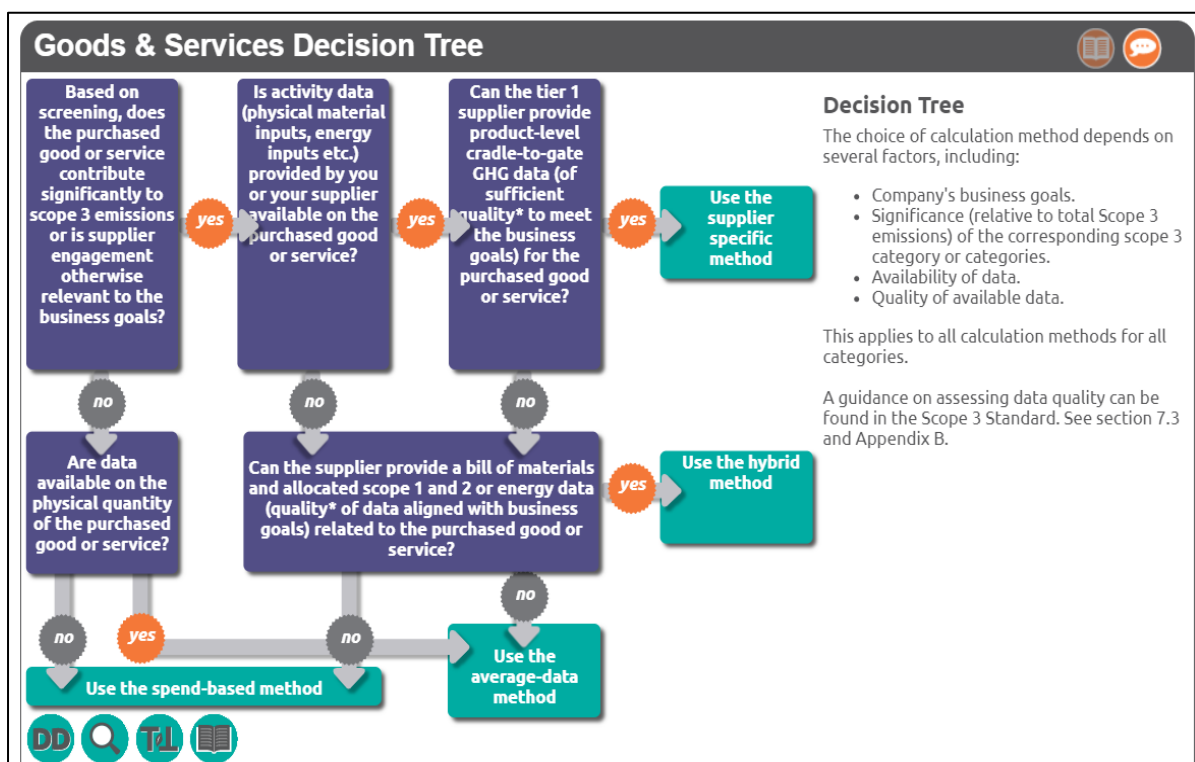 Goods & Services Decision Tree
Based on
screening, does
the purchased
good or service
contribute
significantly to
scope 3 emissions
or is supplier
engagement
otherwise
relevant to the
business goals?
yes
Is activity data
(physical material
inputs, energy
inputs etc.)
provided by you
or your supplier
available on the
purchased good
or service?
yes
Can the tier 1
supplier provide
product-level
cradle-to-gate
GHG data (of
sufficient
quality* to meet
the business
goals) for the
purchased good
or service?
yes
Use the
supplier
specific
method
no
no
no
Are data
available on the
physical quantity
of the purchased
good or service?
Can the supplier provide a bill of materials
and allocated scope 1 and 2 or energy data
(quality* of data aligned with business
goals) related to the purchased good or
service?
yes
Use the hybrid
method
no
yes
no
no
Use the spend-based method
Use the
average-data
method
DD
Decision Tree
The choice of calculation method depends on
several factors, including:
• Company's business goals.
• Significance (relative to total Scope 3
emissions) of the corresponding scope 3
category or categories.
• Availability of data.
• Quality of available data.
This applies to all calculation methods for all
categories.
A guidance on assessing data quality can be
found in the Scope 3 Standard. See section 7.3
and Appendix B.